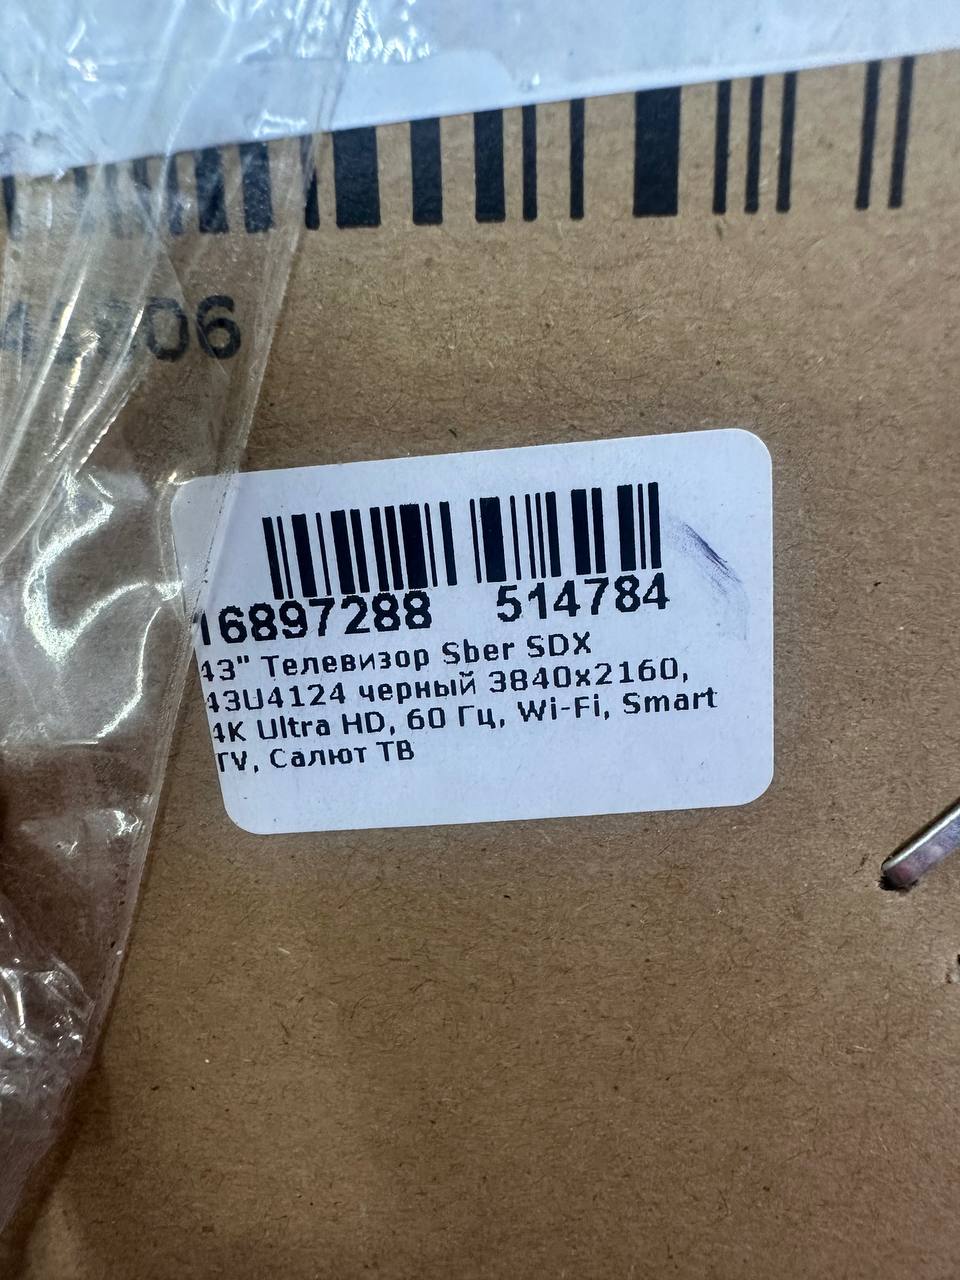 16897288 514784
43" Телевизор Sber SDX
43U4124 черный 3840x2160,
4K Ultra HD, 60 Гц, Wi-Fi, Smart
TV, Салют ТВ